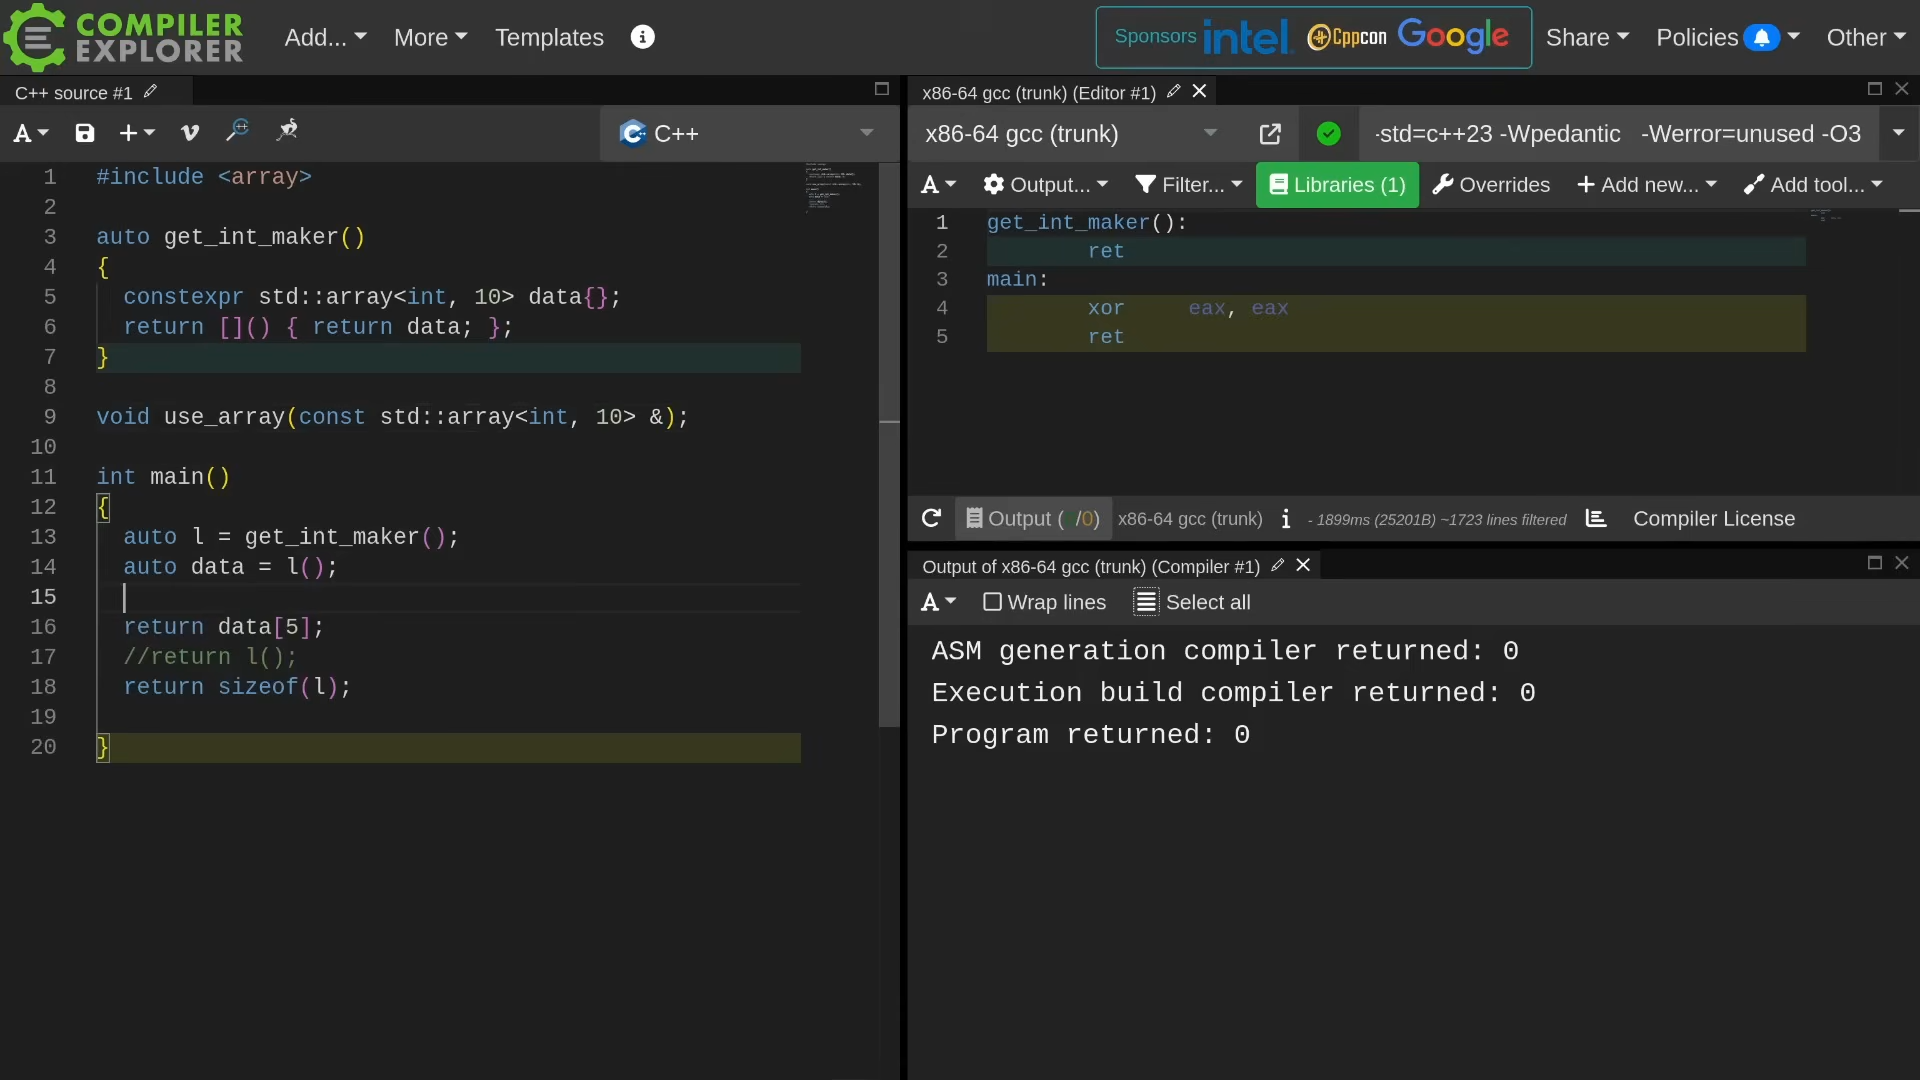 COMPILER EXPLORER Add... More Templates Sponsors intel. Cppcon Google Share Policies Other
C++ source #1
A C++
1 #include <array>
2
3 auto get_int_maker()
4 {
5 constexpr std::array<int, 10> data{};
6 return []() { return data; };
7 }
8
9 void use_array(const std::array<int, 10> &);
10
11 int main()
12 {
13 auto l = get_int_maker();
14 auto data = l();
15
16 return data[5];
17 //return l();
18 return sizeof(l);
19
20 }
x86-64 gcc (trunk) (Editor #1)
x86-64 gcc (trunk) -std=c++23 -Wpedantic -Werror=unused -O3
A Output... Filter... Libraries (1) Overrides + Add new... Add tool...
1 get_int_maker():
2 ret
3 main:
4 xor eax, eax
5 ret
Output ( /0) x86-64 gcc (trunk) i - 1899ms (25201B) ~1723 lines filtered Compiler License
Output of x86-64 gcc (trunk) (Compiler #1)
A Wrap lines Select all
ASM generation compiler returned: 0
Execution build compiler returned: 0
Program returned: 0